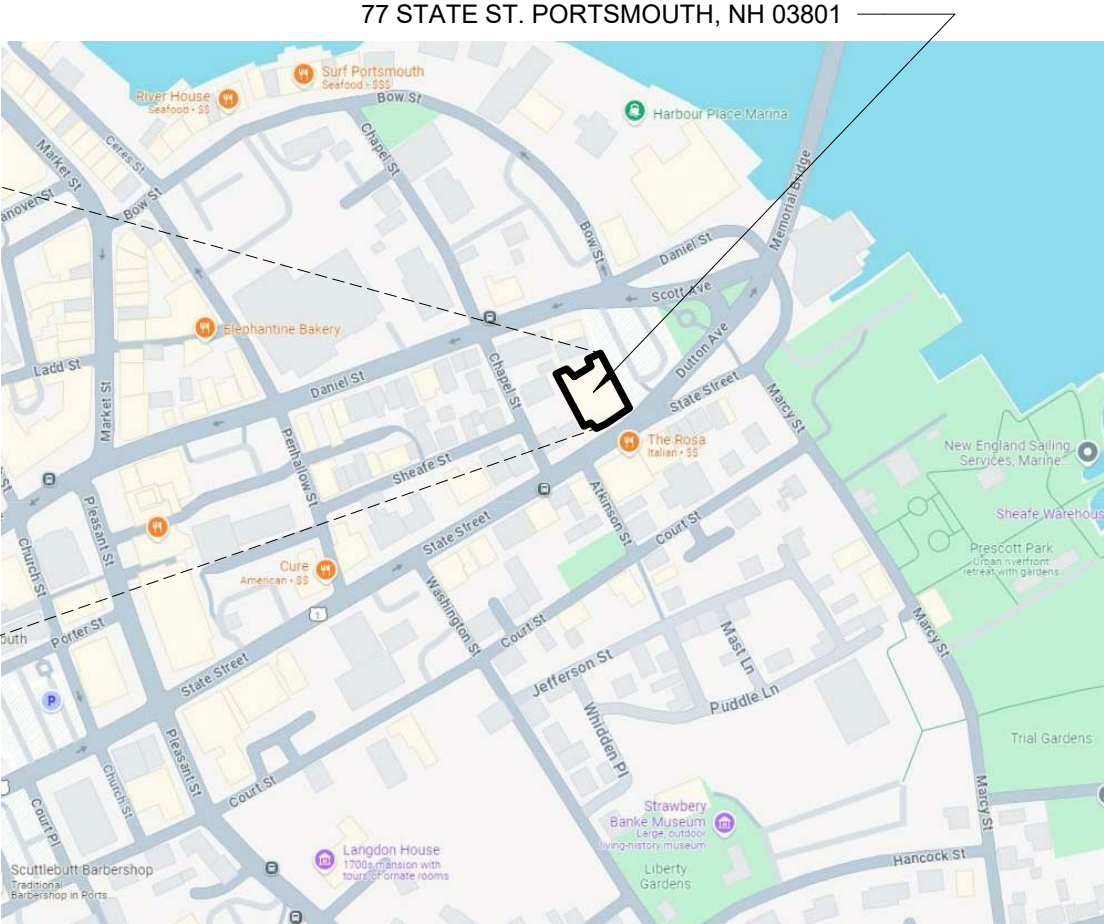 77 STATE ST. PORTSMOUTH, NH 03801
Surf Portsmouth
Seafood • $$$
River House
Seafood • $$
Bow St
Harbour Place Marina
Chapel St
Ceres St
Market St
Memorial Bridge
anover St
Bow St
Bow St
Daniel St
Scott Ave
Elephantine Bakery
Dutton Ave
Ladd St
Chapel St
Daniel St
State Street
Marcy St
Market St
The Rosa
Italian • $$
New England Sailing
Services, Marine...
Penhallow St
Sheafe St
Atkinson St
Pleasant St
Court St
Sheafe Warehous
State Street
Church St
Prescott Park
Urban riverfront
retreat with gardens
Cure
American • $$
1
Washington St
Marcy St
Court St
Porter St
outh
Mast Ln
Jefferson St
State Street
P
Puddle Ln
Whidden Pl
Trial Gardens
Pleasant St
Church St
Court St
Marcy St
Court Pl
Strawbery
Banke Museum
Large, outdoor
living-history museum
Langdon House
1700s mansion with
tours of ornate rooms
Hancock St
Scuttlebutt Barbershop
Traditional
Barbershop in Ports...
Liberty
Gardens